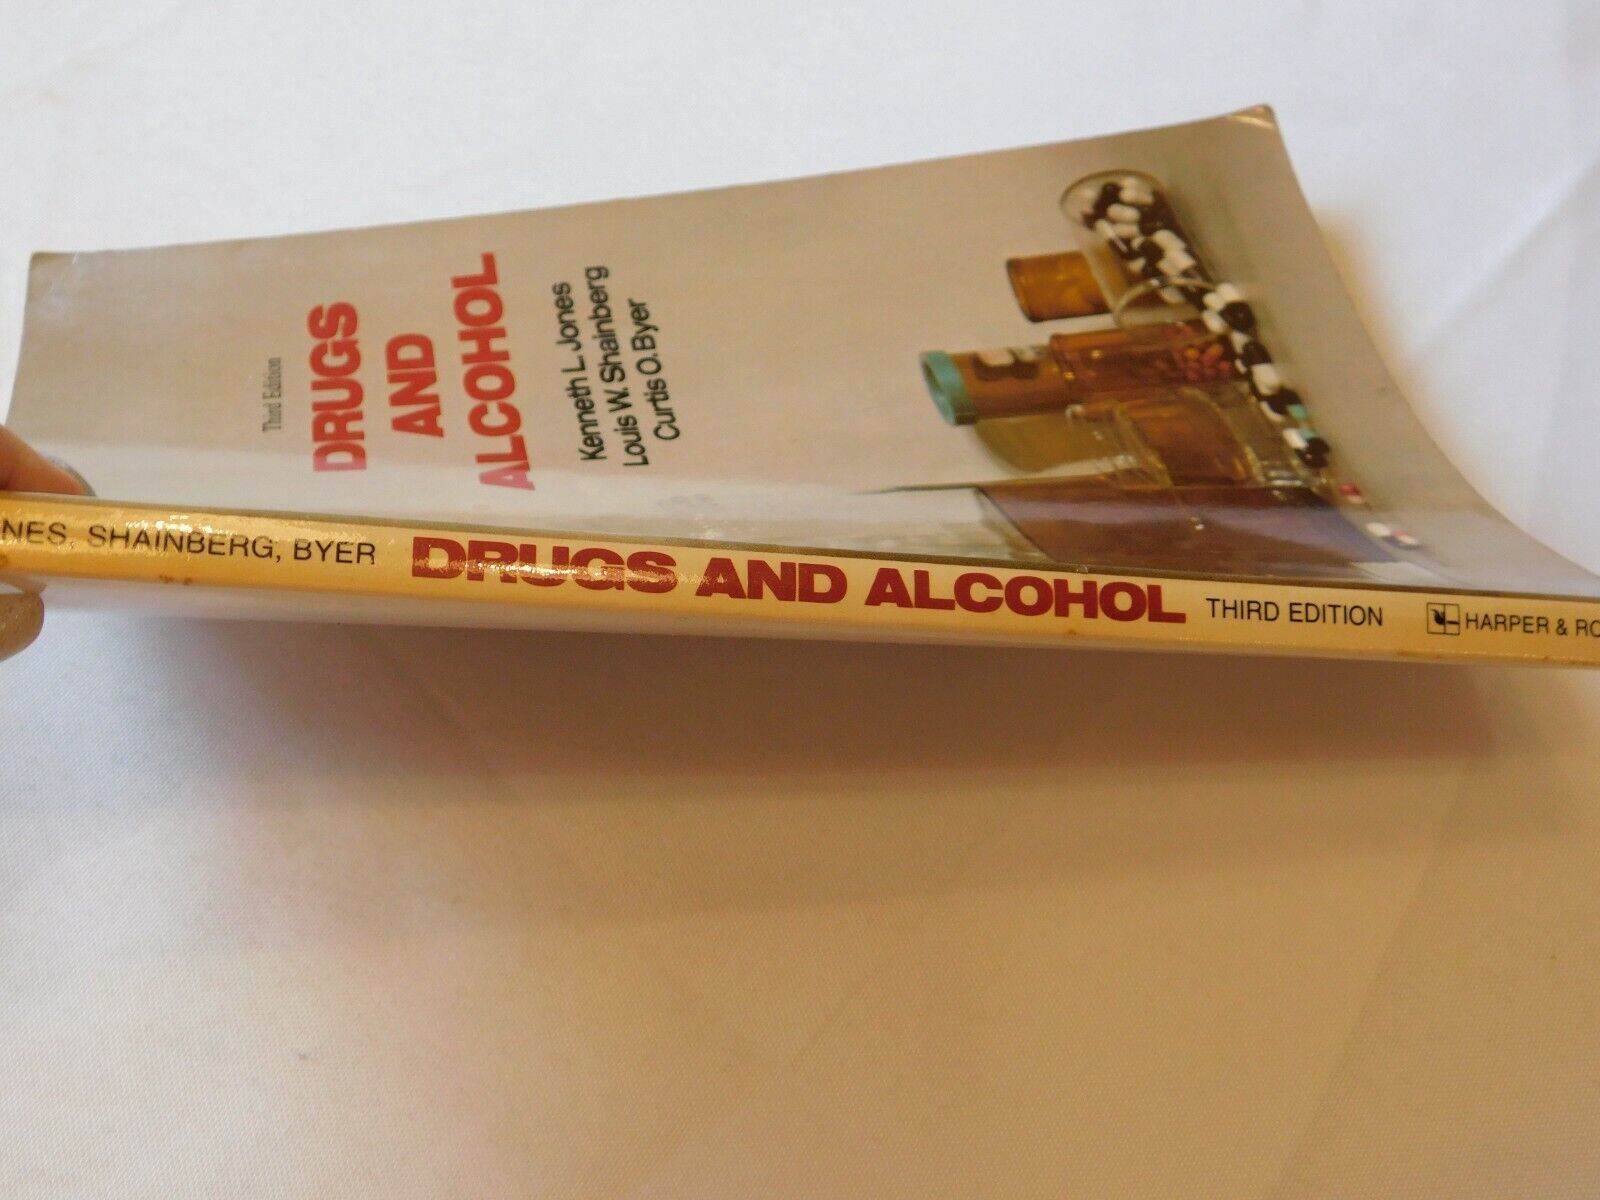 Third Edition
DRUGS
AND
ALCOHOL
Kenneth L. Jones
Louis W. Shainberg
Curtis O. Byer
NES, SHAINBERG, BYER DRUGS AND ALCOHOL THIRD EDITION HARPER & RO